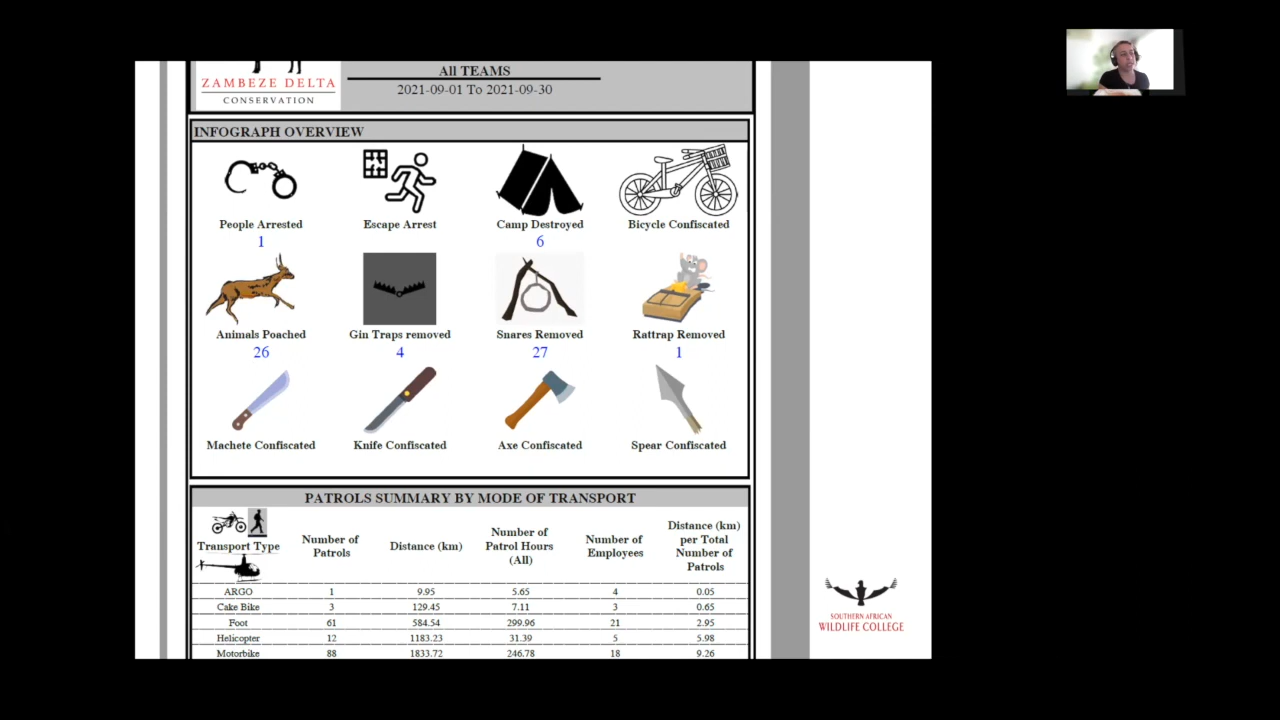 All TEAMS
ZAMBEZE DELTA
CONSERVATION
2021-09-01 To 2021-09-30
INFOGRAPH OVERVIEW
People Arrested
Escape Arrest
Camp Destroyed
Bicycle Confiscated
1
6
Animals Poached
Gin Traps removed
Snares Removed
Rattrap Removed
26
4
27
1
Machete Confiscated
Knife Confiscated
Axe Confiscated
Spear Confiscated
PATROLS SUMMARY BY MODE OF TRANSPORT
Transport Type
Number of
Patrols
Distance (km)
Number of
Patrol Hours
(All)
Number of
Employees
Distance (km)
per Total
Number of
Patrols
ARGO 1 9.95 5.65 4 0.05
Cake Bike 3 129.45 7.11 3 0.65
Foot 61 584.54 299.96 21 2.95
Helicopter 12 1183.23 31.39 5 5.98
Motorbike 88 1833.72 246.78 18 9.26
SOUTHERN AFRICAN
WILDLIFE COLLEGE